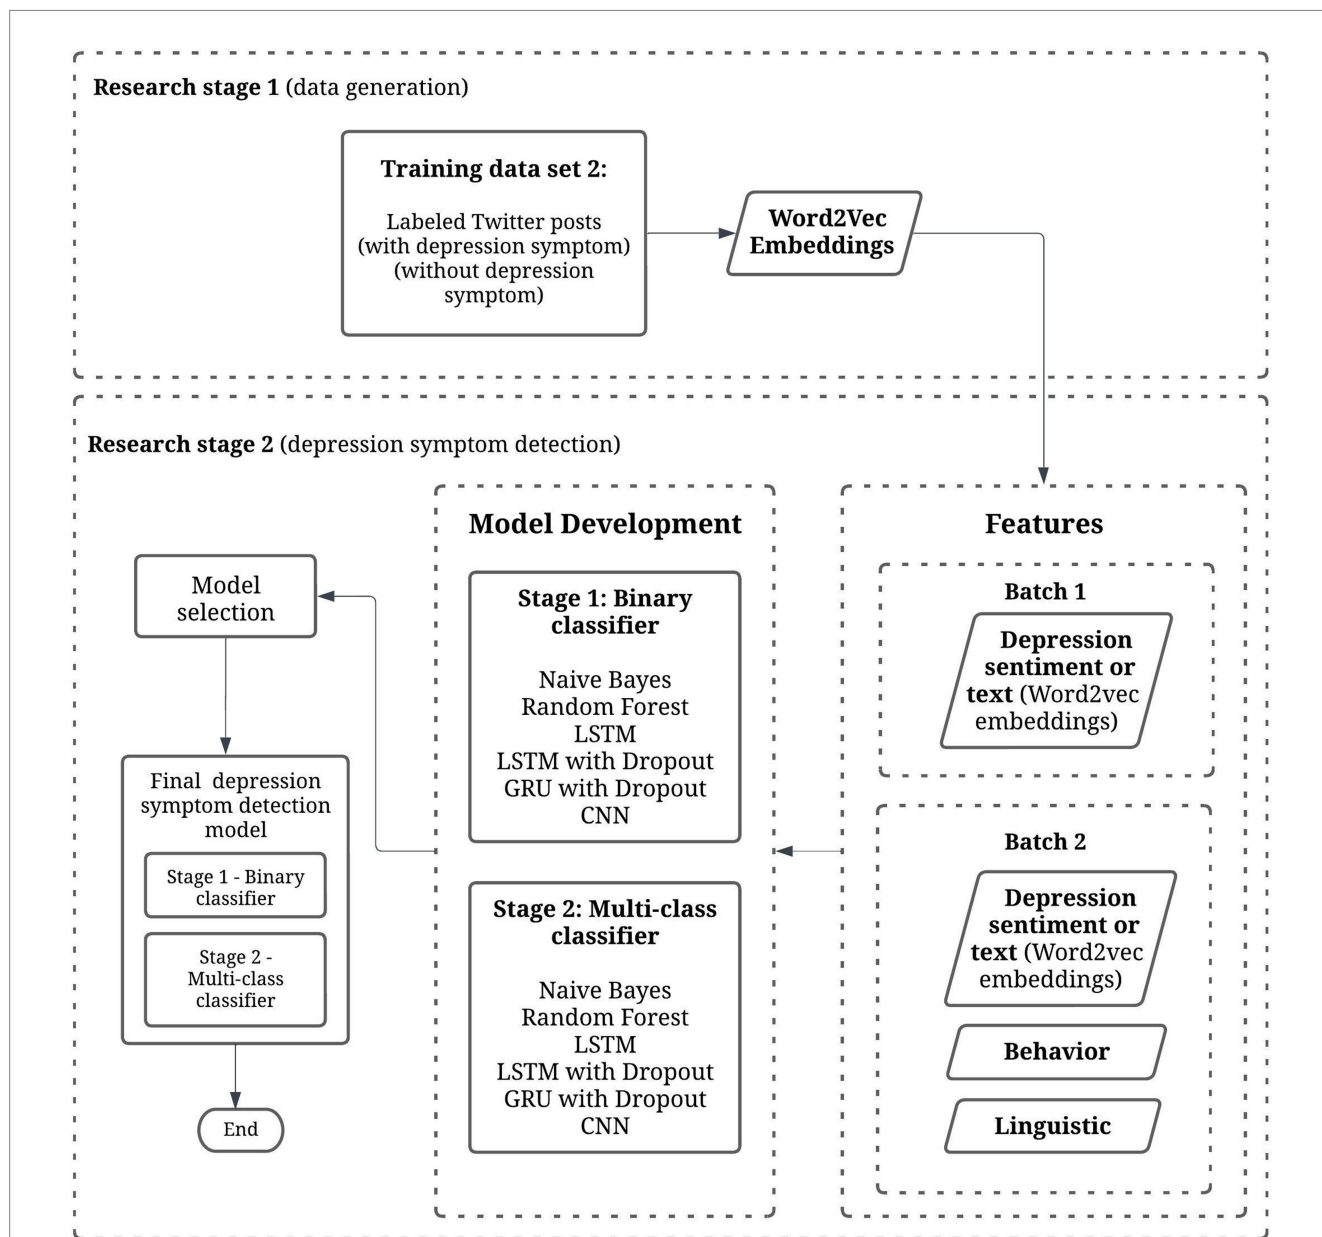 Research stage 1 (data generation)
Training data set 2:
Labeled Twitter posts
(with depression symptom)
(without depression
symptom)
Word2Vec
Embeddings
Research stage 2 (depression symptom detection)
Model
selection
Final depression
symptom detection
model
Stage 1 - Binary
classifier
Stage 2 -
Multi-class
classifier
End
Model Development
Stage 1: Binary
classifier
Naive Bayes
Random Forest
LSTM
LSTM with Dropout
GRU with Dropout
CNN
Stage 2: Multi-class
classifier
Naive Bayes
Random Forest
LSTM
LSTM with Dropout
GRU with Dropout
CNN
Features
Batch 1
Depression
sentiment or
text (Word2vec
embeddings)
Batch 2
Depression
sentiment or
text (Word2vec
embeddings)
Behavior
Linguistic